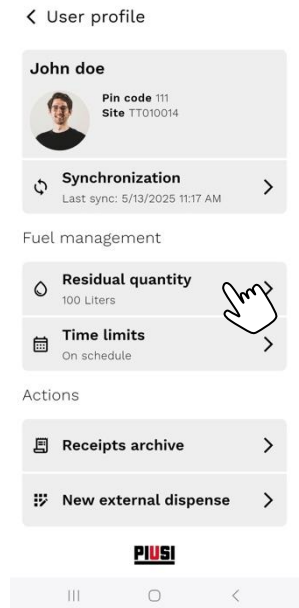 User profile
John doe
Pin code 111
Site TT010014
Synchronization
Last sync: 5/13/2025 11:17 AM
Fuel management
Residual quantity
100 Liters
Time limits
On schedule
Actions
Receipts archive
New external dispense
PIUSI